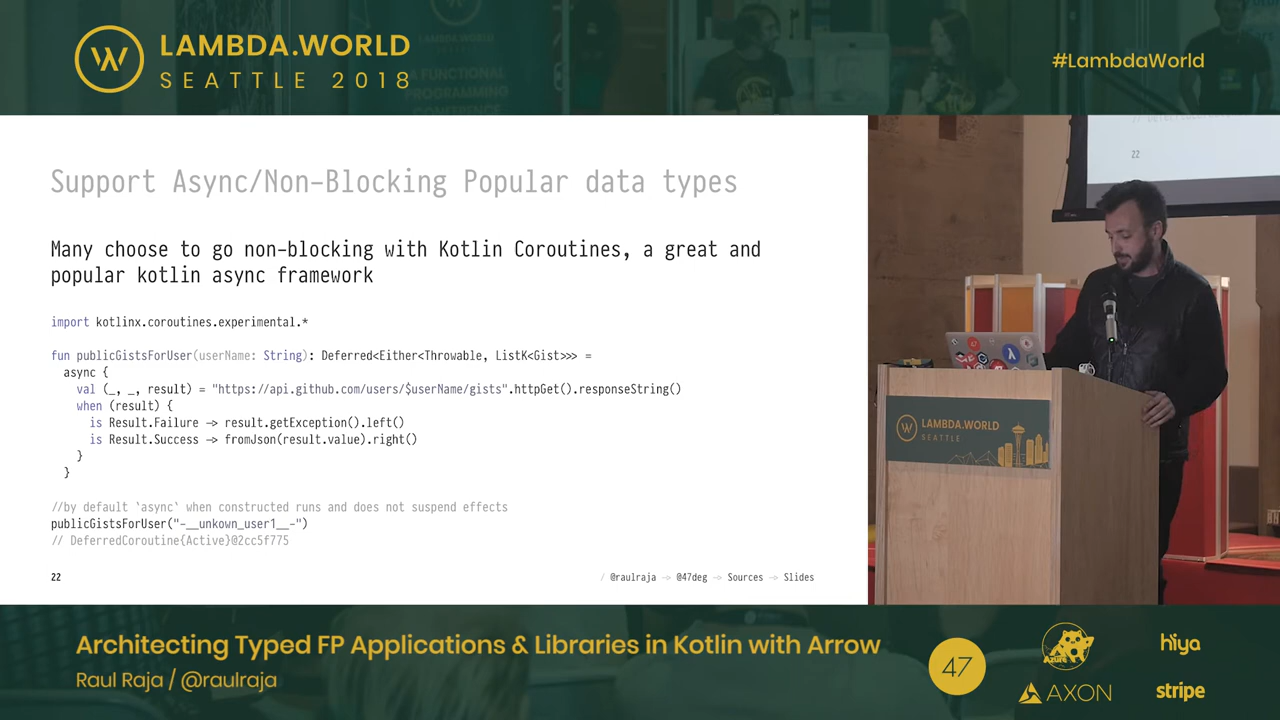 LAMBDA.WORLD
SEATTLE 2018
#LambdaWorld
Support Async/Non-Blocking Popular data types
Many choose to go non-blocking with Kotlin Coroutines, a great and
popular kotlin async framework
import kotlinx.coroutines.experimental.*
fun publicGistsForUser(userName: String): Deferred<Either<Throwable, ListK<Gist>>> =
async {
val (_, _, result) = "https://api.github.com/users/$userName/gists".httpGet().responseString()
when (result) {
is Result.Failure -> result.getException().left()
is Result.Success -> fromJson(result.value).right()
}
}
//by default `async` when constructed runs and does not suspend effects
publicGistsForUser("-__unkown_user1__-")
// DeferredCoroutine{Active}@2cc5f775
22
/ @raulraja -> @47deg -> Sources -> Slides
22
LAMBDA.WORLD
SEATTLE
Architecting Typed FP Applications & Libraries in Kotlin with Arrow
Raul Raja / @raulraja
47
Azure
hiya
AXON
stripe